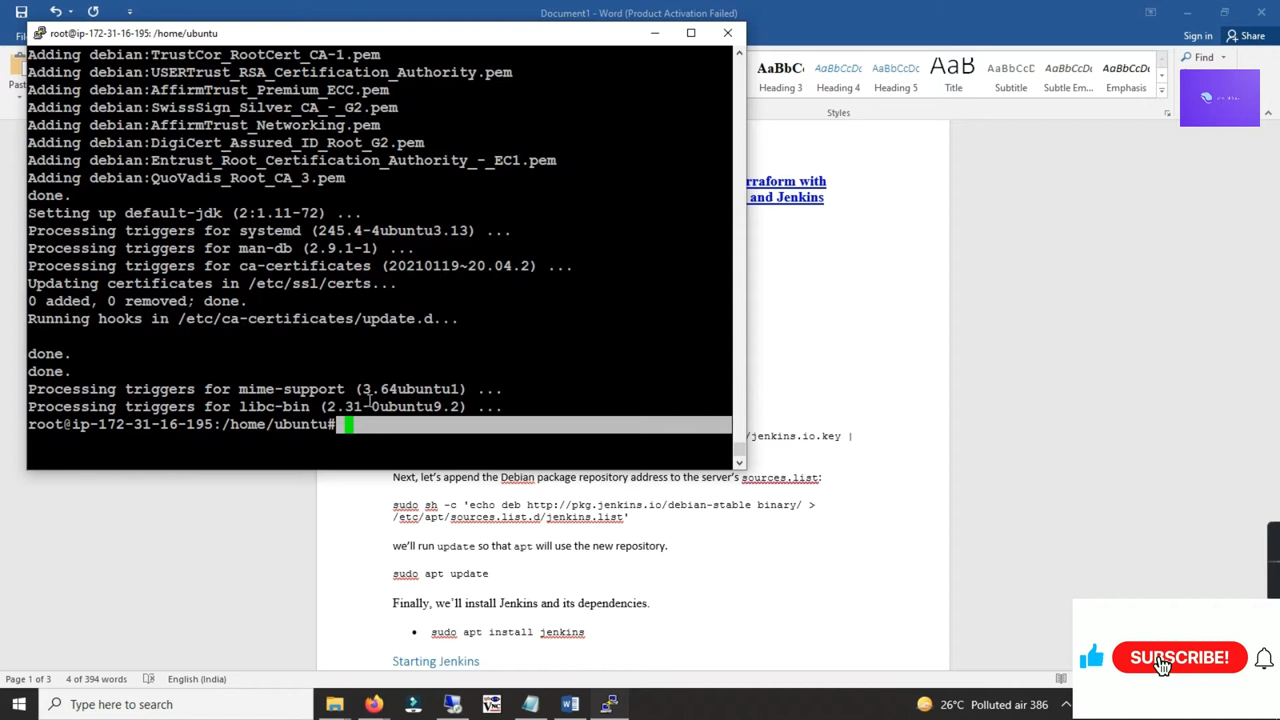 Document1 - Word (Product Activation Failed)
root@ip-172-31-16-195: /home/ubuntu
Sign in
Share
Find
Past
AaBbC
AaBbCcDc
AaBbCcDc
AaB
AaBbCcD
AaBbCcDc
AaBbCcDc
Heading 3
Heading 4
Heading 5
Title
Subtitle
Subtle Em...
Emphasis
Styles
Adding debian:TrustCor_RootCert_CA-1.pem
Adding debian:USERTrust_RSA_Certification_Authority.pem
Adding debian:AffirmTrust_Premium_ECC.pem
Adding debian:SwissSign_Silver_CA_-_G2.pem
Adding debian:AffirmTrust_Networking.pem
Adding debian:DigiCert_Assured_ID_Root_G2.pem
Adding debian:Entrust_Root_Certification_Authority_-_EC1.pem
Adding debian:QuoVadis_Root_CA_3.pem
done.
Setting up default-jdk (2:1.11-72) ...
Processing triggers for systemd (245.4-4ubuntu3.13) ...
Processing triggers for man-db (2.9.1-1) ...
Processing triggers for ca-certificates (20210119~20.04.2) ...
Updating certificates in /etc/ssl/certs...
0 added, 0 removed; done.
Running hooks in /etc/ca-certificates/update.d...
done.
done.
Processing triggers for mime-support (3.64ubuntu1) ...
Processing triggers for libc-bin (2.31-0ubuntu9.2) ...
root@ip-172-31-16-195:/home/ubuntu#
rraform with
and Jenkins
/jenkins.io.key |
Next, let's append the Debian package repository address to the server's sources.list:
sudo sh -c 'echo deb http://pkg.jenkins.io/debian-stable binary/ >
/etc/apt/sources.list.d/jenkins.list'
we'll run update so that apt will use the new repository.
sudo apt update
Finally, we'll install Jenkins and its dependencies.
• sudo apt install jenkins
Starting Jenkins
SUBSCRIBE!
Page 1 of 3
4 of 394 words
English (India)
Type here to search
26°C Polluted air 386